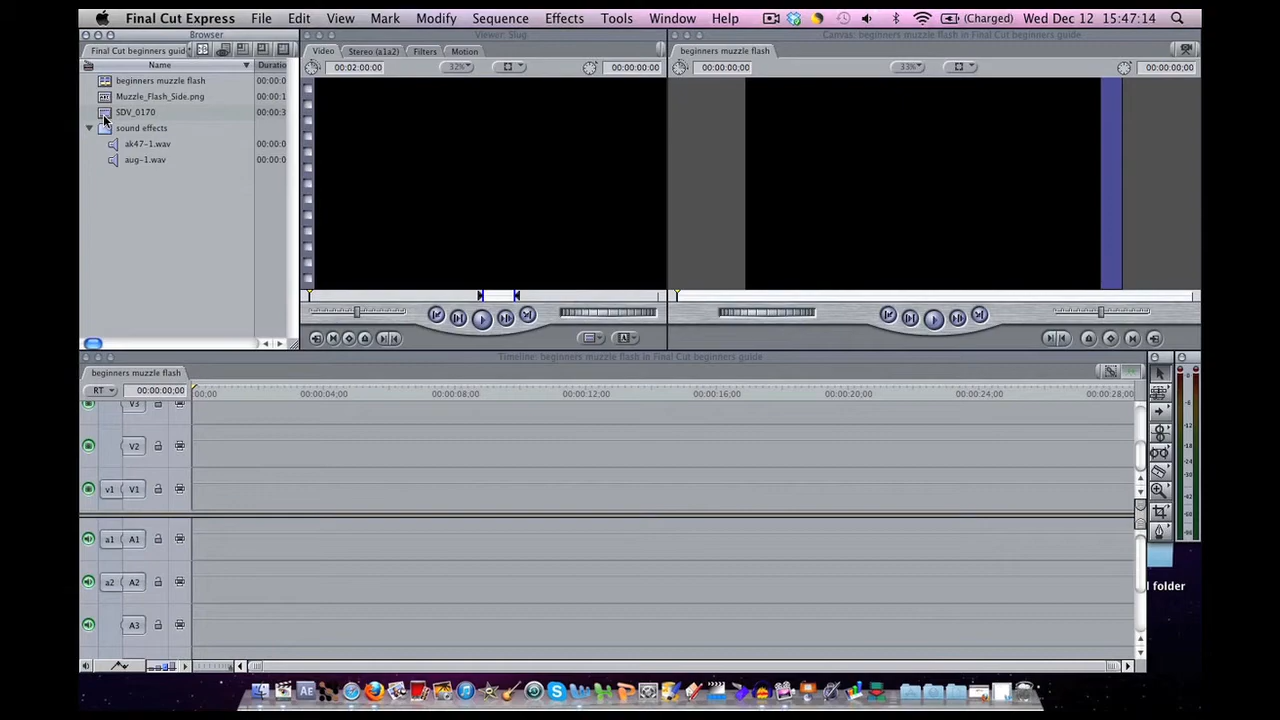 Final Cut Express File Edit View Mark Modify Sequence Effects Tools Window Help (Charged) Wed Dec 12 15:47:14
Browser
Final Cut beginners guid
Name Duratio
beginners muzzle flash 00:00:0
Muzzle_Flash_Side.png 00:00:1
SDV_0170 00:00:3
sound effects
ak47-1.wav 00:00:0
aug-1.wav 00:00:0
Viewer: Slug
Video Stereo (a1a2) Filters Motion
00:02:00:00 32% 00:00:00:00
Canvas: beginners muzzle flash in Final Cut beginners guide
beginners muzzle flash
00:00:00;00 33% 00:00:00;00
Timeline: beginners muzzle flash in Final Cut beginners guide
beginners muzzle flash
RT 00:00:00;00 00:00 00:00:04;00 00:00:08;00 00:00:12;00 00:00:16;00 00:00:20;00 00:00:24;00 00:00:28;00
V3
V2
v1 V1
a1 A1
a2 A2
A3
l folder
AE